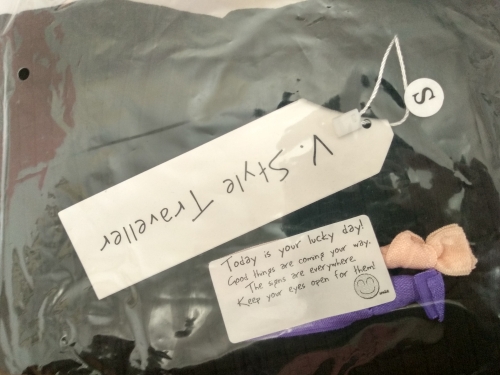 S
V. Style Traveller
Today is your lucky day!
Good things are coming your way.
The signs are everywhere
Keep your eyes open for them!